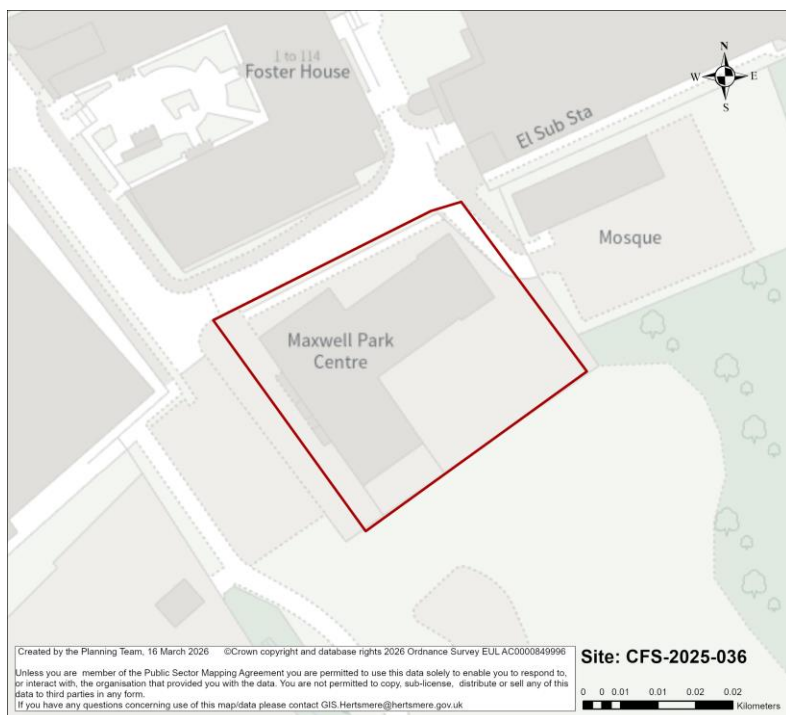 N
W E
S
1 to 114
Foster House
El Sub Sta
Mosque
Maxwell Park
Centre
Created by the Planning Team, 16 March 2026 ©Crown copyright and database rights 2026 Ordnance Survey EUL AC0000849996
Unless you are member of the Public Sector Mapping Agreement you are permitted to use this data solely to enable you to respond to,
or interact with, the organisation that provided you with the data. You are not permitted to copy, sub-license, distribute or sell any of this
data to third parties in any form.
If you have any questions concerning use of this map/data please contact GIS.Hertsmere@hertsmere.gov.uk
Site: CFS-2025-036
0 0 0.01 0.01 0.02 0.02
Kilometers